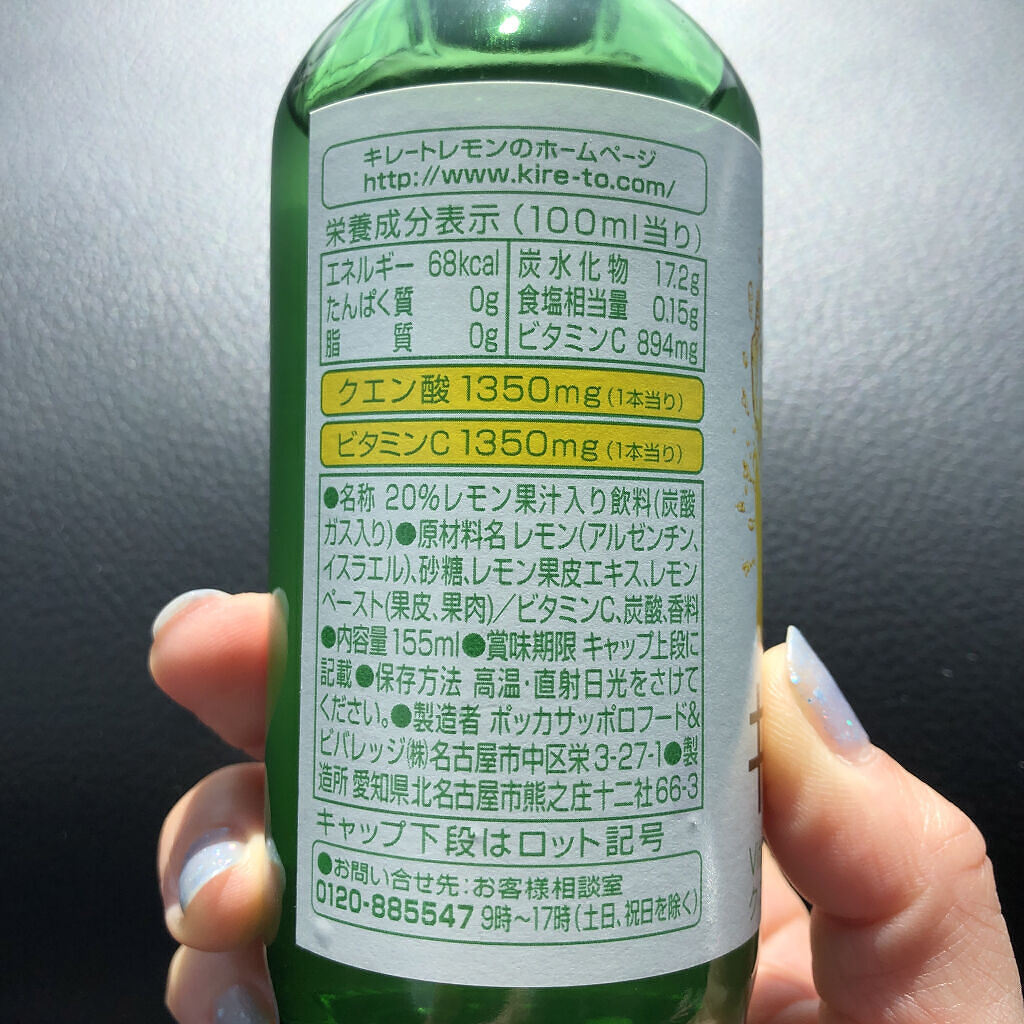 キレートレモンのホームページ
http://www.kire-to.com/
栄養成分表示(100ml当り)
エネルギー 68kcal 炭水化物 17.2g
たんぱく質 0g 食塩相当量 0.15g
脂質 0g ビタミンC 894mg
クエン酸 1350mg(1本当り)
ビタミンC 1350mg(1本当り)
●名称 20%レモン果汁入り飲料(炭酸
ガス入り)●原材料名 レモン(アルゼンチン、
イスラエル)、砂糖、レモン果皮エキス、レモン
ペースト(果皮、果肉)/ビタミンC、炭酸、香料
●内容量 155ml●賞味期限 キャップ上段に
記載●保存方法 高温・直射日光をさけて
ください。●製造者 ポッカサッポロフード&
ビバレッジ㈱名古屋市中区栄3-27-1●製
造所 愛知県北名古屋市熊之庄十二社66-3
キャップ下段はロット記号
●お問い合せ先:お客様相談室
0120-885547 9時~17時(土日、祝日を除く)